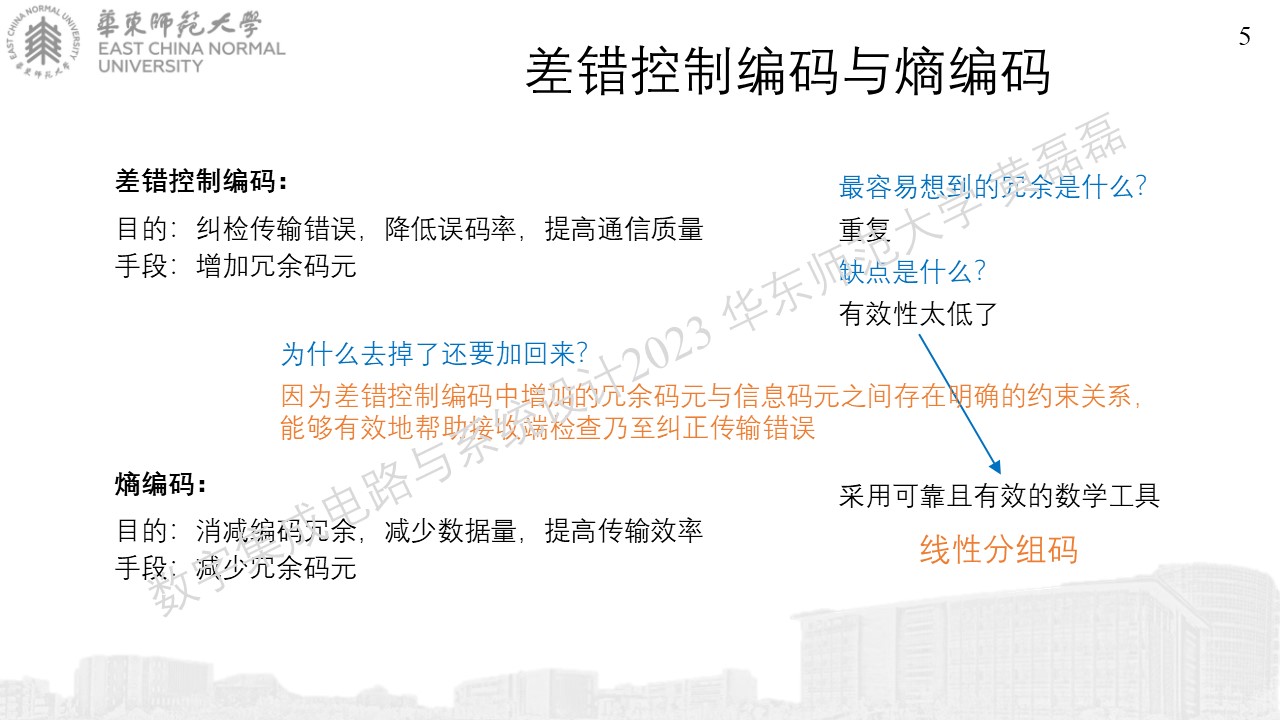 華東師範大學
EAST CHINA NORMAL
UNIVERSITY
EAST CHINA NORMAL UNIVERSITY
華東師範大學
5
差错控制编码与熵编码
差错控制编码：
目的：纠检传输错误，降低误码率，提高通信质量
手段：增加冗余码元
最容易想到的冗余是什么？
重复
缺点是什么？
有效性太低了
为什么去掉了还要加回来？
因为差错控制编码中增加的冗余码元与信息码元之间存在明确的约束关系，
能够有效地帮助接收端检查乃至纠正传输错误
熵编码：
目的：消减编码冗余，减少数据量，提高传输效率
手段：减少冗余码元
采用可靠且有效的数学工具
线性分组码
数字集成电路与系统设计2023 华东师范大学 黄磊磊